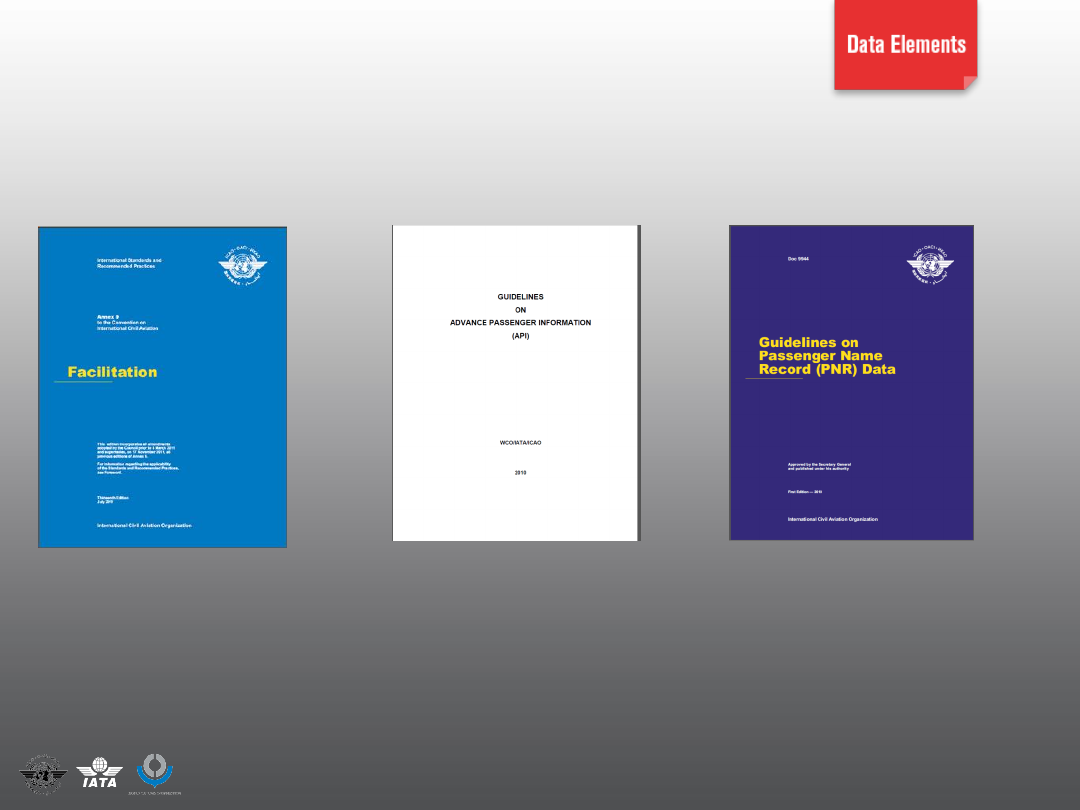 Data Elements
International Standards and
Recommended Practices
Annex 9
to the Convention on
International Civil Aviation
Facilitation
This edition incorporates all amendments
adopted by the Council prior to
and supersedes, on 17 November 2011, all
previous editions of Annex 9.
For information regarding the applicability
of the Standards and Recommended Practices,
see Foreword.
Thirteenth Edition
July 2011
International Civil Aviation Organization
GUIDELINES
ON
ADVANCE PASSENGER INFORMATION
(API)
WCO/IATA/ICAO
2010
ICAO · OACI · ИКАО
Doc 9944
Guidelines on
Passenger Name
Record (PNR) Data
Approved by the Secretary General
and published under his authority
First Edition — 2010
International Civil Aviation Organization
IATA